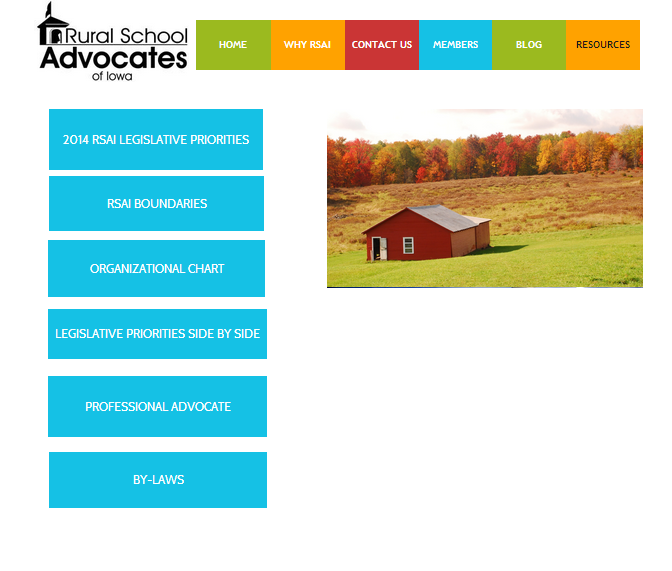 Rural School
Advocates
of Iowa
HOME WHY RSAI CONTACT US MEMBERS BLOG RESOURCES
2014 RSAI LEGISLATIVE PRIORITIES
RSAI BOUNDARIES
ORGANIZATIONAL CHART
LEGISLATIVE PRIORITIES SIDE BY SIDE
PROFESSIONAL ADVOCATE
BY-LAWS